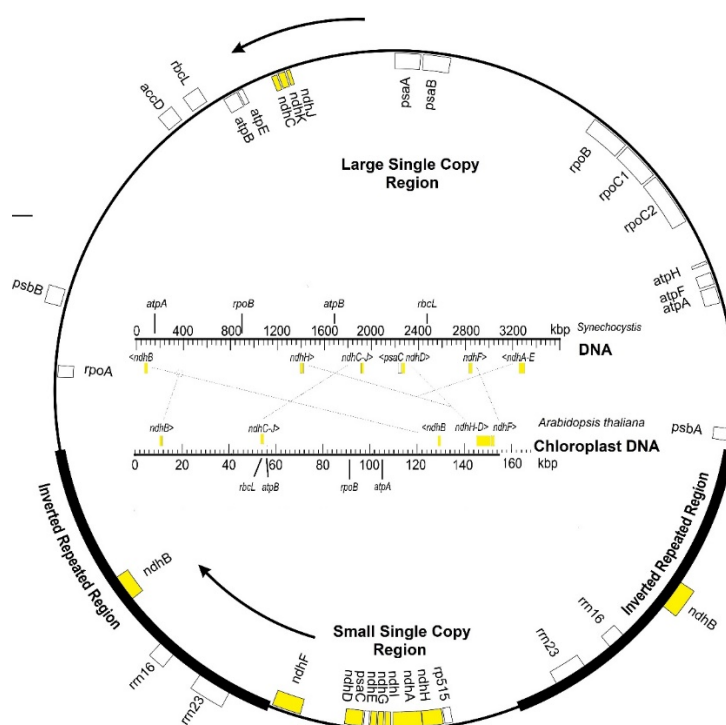 rbcL
accD
atpB
atpE
ndhC
ndhK
ndhJ
psaA
psaB
rpoB
rpoC1
rpoC2
Large Single Copy
Region
atpH
atpF
atpA
psbB
rpoA
psbA
atpA rpoB atpB rbcL
0 400 800 1200 1600 2000 2400 2800 3200 kbp
Synechocystis
DNA
<ndhB ndhH> ndhC-J> <psaC ndhD> ndhF> <ndhA-E
Arabidopsis thaliana
ndhB> ndhC-J> <ndhB ndhH-D> ndhF>
Chloroplast DNA
0 20 40 60 80 100 120 140 160 kbp
rbcL atpB rpoB atpA
Inverted Repeated Region
Inverted Repeated Region
ndhB
rrn16
rrn23
ndhF
Small Single Copy
Region
ndhD
psaC
ndhE
ndhG
ndhI
ndhA
ndhH
rp515
rrn23
rrn16
ndhB